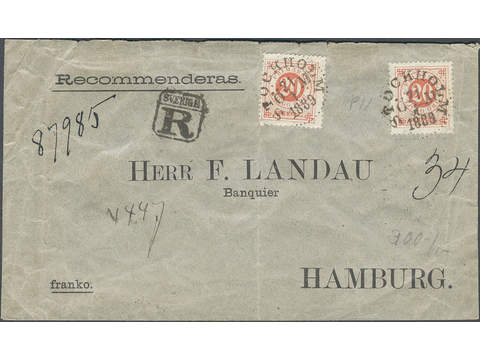 Recommenderas.
87985
SVERIGE
R
STOCKHOLM
1889
STOCKHOLM
1889
HERR F. LANDAU
Banquier
34
franko.
HAMBURG.